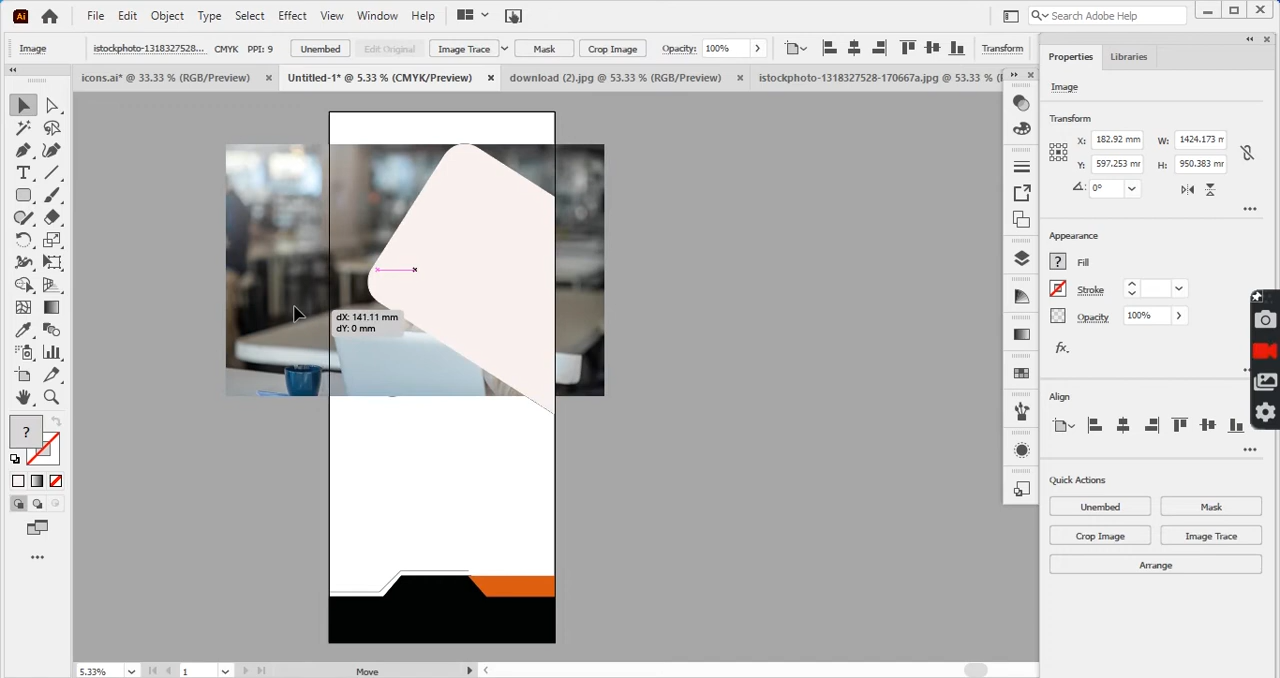 Ai File Edit Object Type Select Effect View Window Help Search Adobe Help
Image istockphoto-1318327528... CMYK PPI: 9 Unembed Edit Original Image Trace Mask Crop Image Opacity: 100% Transform
icons.ai* @ 33.33 % (RGB/Preview) × Untitled-1* @ 5.33 % (CMYK/Preview) × download (2).jpg @ 53.33 % (RGB/Preview) × istockphoto-1318327528-170667a.jpg @ 53.33 % (R
Properties Libraries
Image
Transform
X: 182.92 mm W: 1424.173 m
Y: 597.253 mm H: 950.383 mm
0°
Appearance
? Fill
Stroke
Opacity 100%
fx.
dX: 141.11 mm
dY: 0 mm
Align
?
Quick Actions
Unembed Mask
Crop Image Image Trace
Arrange
5.33% 1 Move